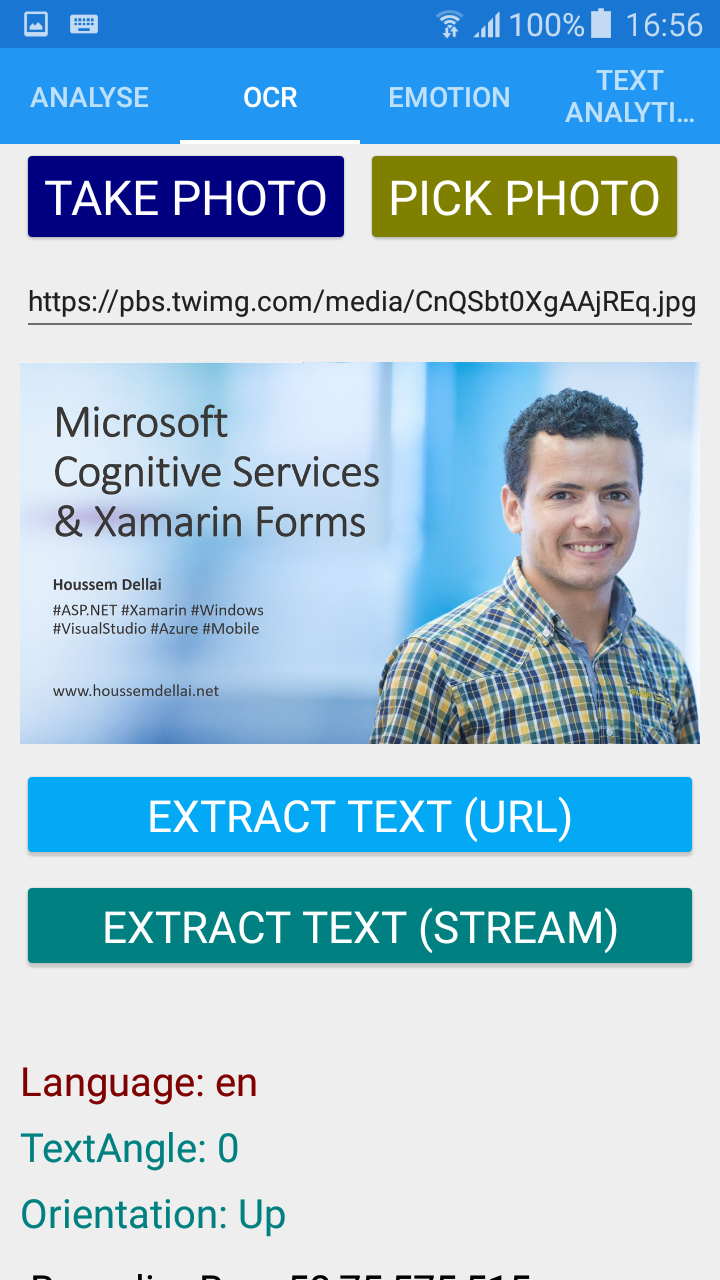 100% 16:56
ANALYSE OCR EMOTION TEXT ANALYTI...
TAKE PHOTO PICK PHOTO
https://pbs.twimg.com/media/CnQSbt0XgAAjREq.jpg
Microsoft
Cognitive Services
& Xamarin Forms
Houssem Dellai
#ASP.NET #Xamarin #Windows
#VisualStudio #Azure #Mobile
www.houssemdellai.net
EXTRACT TEXT (URL)
EXTRACT TEXT (STREAM)
Language: en
TextAngle: 0
Orientation: Up